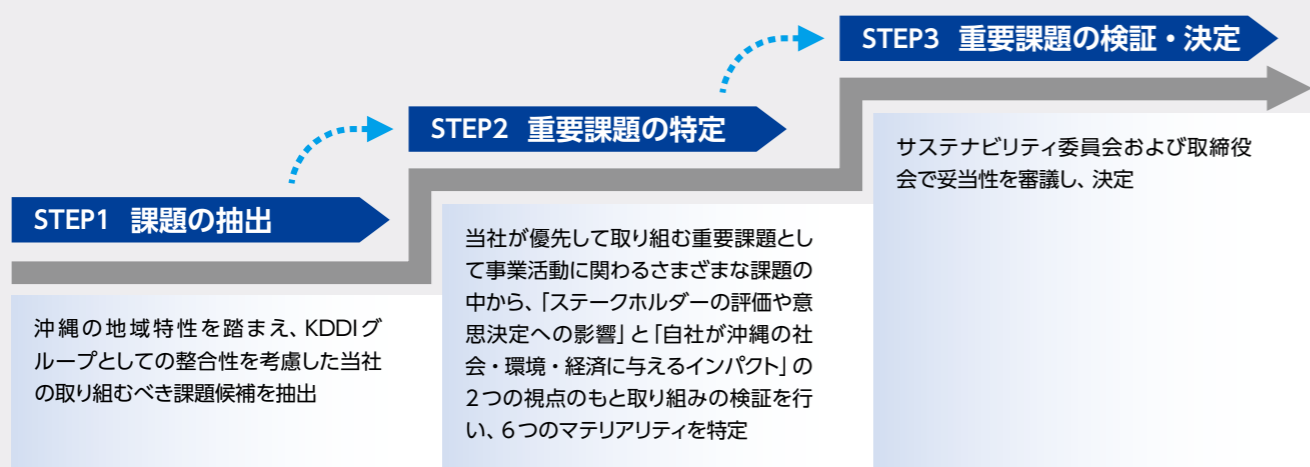 STEP1 課題の抽出
沖縄の地域特性を踏まえ、KDDIグ
ループとしての整合性を考慮した当社
の取り組むべき課題候補を抽出
STEP2 重要課題の特定
当社が優先して取り組む重要課題とし
て事業活動に関わるさまざまな課題の
中から、「ステークホルダーの評価や意
思決定への影響」と「自社が沖縄の社
会・環境・経済に与えるインパクト」の
2つの視点のもと取り組みの検証を行
い、6つのマテリアリティを特定
STEP3 重要課題の検証・決定
サステナビリティ委員会および取締役
会で妥当性を審議し、決定